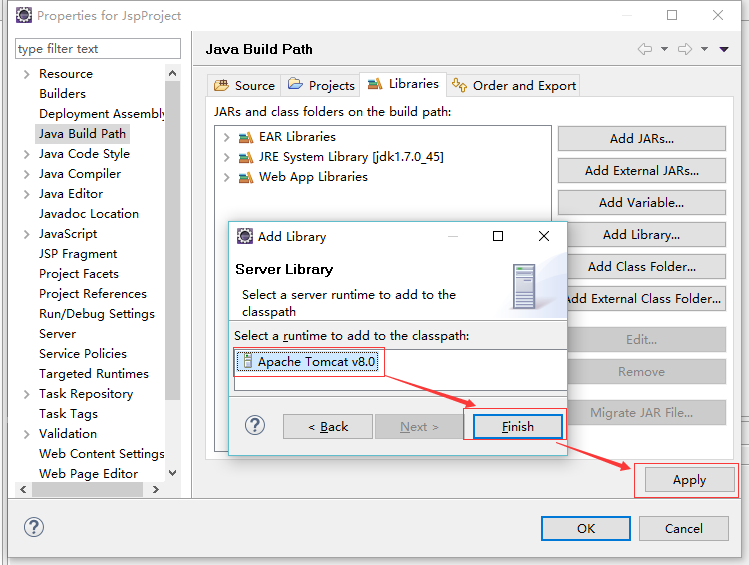 Properties for JspProject
type filter text
Java Build Path
Resource
Builders
Deployment Assembly
Java Build Path
Java Code Style
Java Compiler
Java Editor
Javadoc Location
JavaScript
JSP Fragment
Project Facets
Project References
Run/Debug Settings
Server
Service Policies
Targeted Runtimes
Task Repository
Task Tags
Validation
Web Content Settings
Web Page Editor
Source
Projects
Libraries
Order and Export
JARs and class folders on the build path:
EAR Libraries
JRE System Library [jdk1.7.0_45]
Web App Libraries
Add JARs...
Add External JARs...
Add Variable...
Add Library...
Add Class Folder...
Add External Class Folder...
Edit...
Remove
Migrate JAR File...
Add Library
Server Library
Select a server runtime to add to the
classpath
Select a runtime to add to the classpath:
Apache Tomcat v8.0
< Back
Next >
Finish
Apply
OK
Cancel